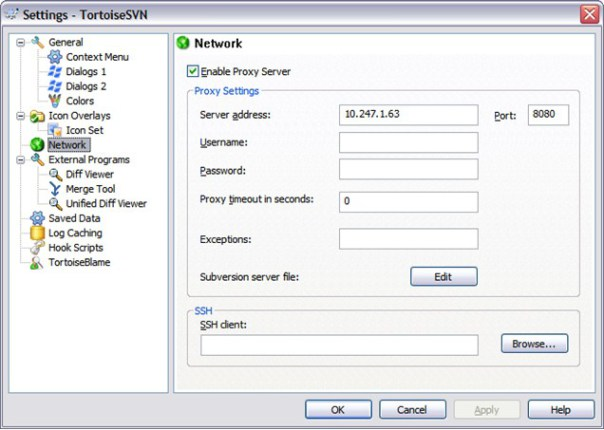 Settings - TortoiseSVN
General
Context Menu
Dialogs 1
Dialogs 2
Colors
Icon Overlays
Icon Set
Network
External Programs
Diff Viewer
Merge Tool
Unified Diff Viewer
Saved Data
Log Caching
Hook Scripts
TortoiseBlame
Network
Enable Proxy Server
Proxy Settings
Server address: 10.247.1.63 Port: 8080
Username:
Password:
Proxy timeout in seconds: 0
Exceptions:
Subversion server file: Edit
SSH
SSH client:
Browse...
OK Cancel Apply Help